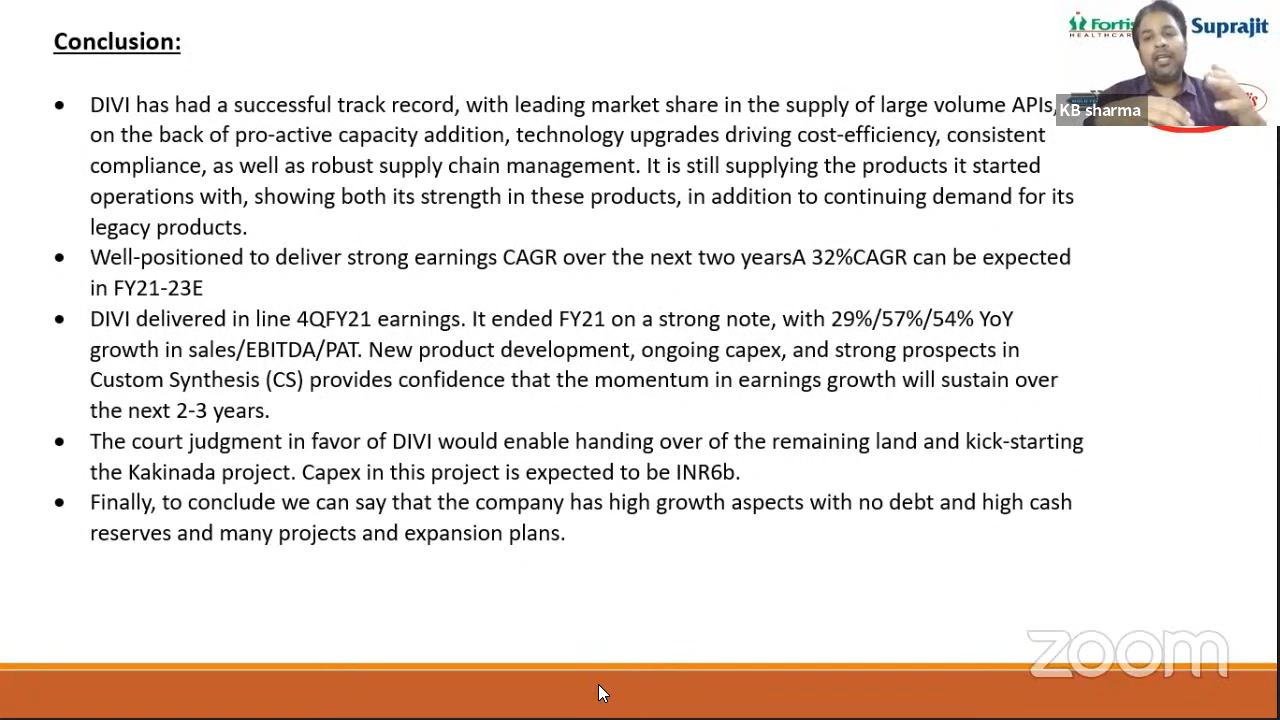 Conclusion:
Fortis
HEALTHCARE
Suprajit
KB sharma
• DIVI has had a successful track record, with leading market share in the supply of large volume APIs,
on the back of pro-active capacity addition, technology upgrades driving cost-efficiency, consistent
compliance, as well as robust supply chain management. It is still supplying the products it started
operations with, showing both its strength in these products, in addition to continuing demand for its
legacy products.
• Well-positioned to deliver strong earnings CAGR over the next two yearsA 32%CAGR can be expected
in FY21-23E
• DIVI delivered in line 4QFY21 earnings. It ended FY21 on a strong note, with 29%/57%/54% YoY
growth in sales/EBITDA/PAT. New product development, ongoing capex, and strong prospects in
Custom Synthesis (CS) provides confidence that the momentum in earnings growth will sustain over
the next 2-3 years.
• The court judgment in favor of DIVI would enable handing over of the remaining land and kick-starting
the Kakinada project. Capex in this project is expected to be INR6b.
• Finally, to conclude we can say that the company has high growth aspects with no debt and high cash
reserves and many projects and expansion plans.
zoom